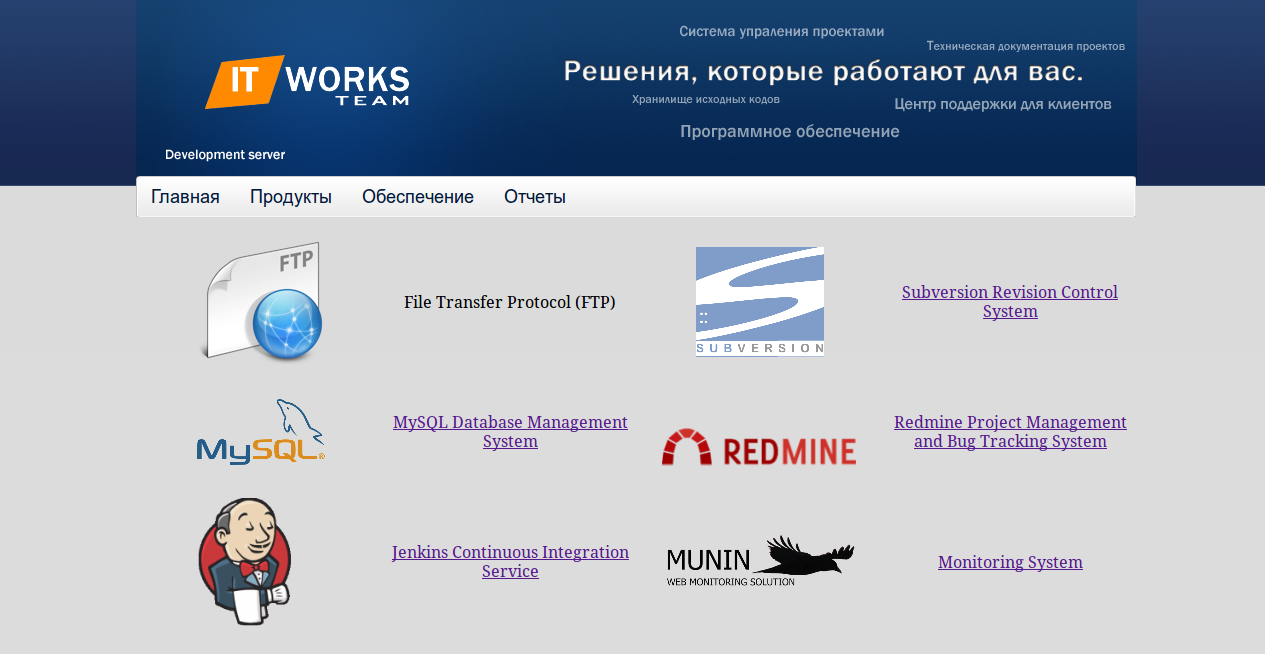 Система упраления проектами
Техническая документация проектов
IT WORKS
TEAM
Решения, которые работают для вас.
Хранилище исходных кодов
Центр поддержки для клиентов
Программное обеспечение
Development server
Главная Продукты Обеспечение Отчеты
FTP
File Transfer Protocol (FTP)
SUBVERSION
Subversion Revision Control
System
MySQL®
MySQL Database Management
System
REDMINE
Redmine Project Management
and Bug Tracking System
Jenkins Continuous Integration
Service
MUNIN
WEB MONITORING SOLUTION
Monitoring System